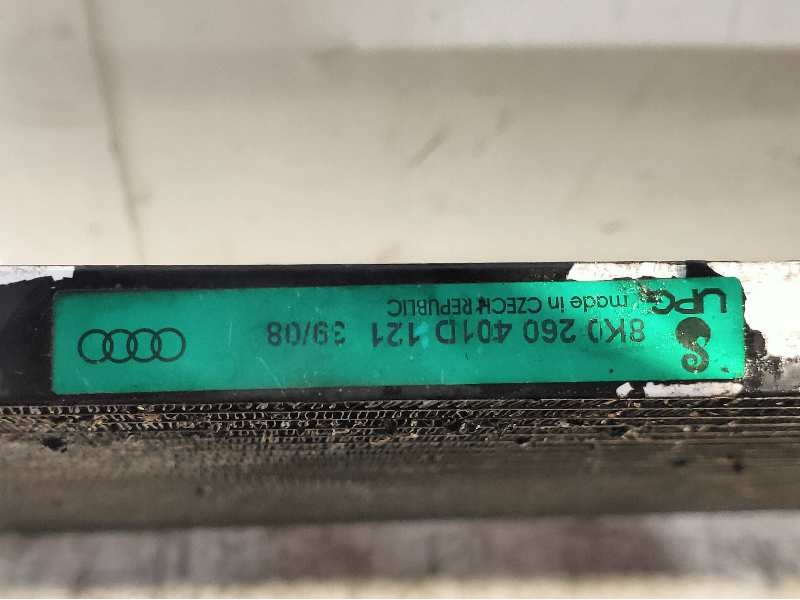 8K0 260 401D 121 39/08
UPG made in CZECH REPUBLIC